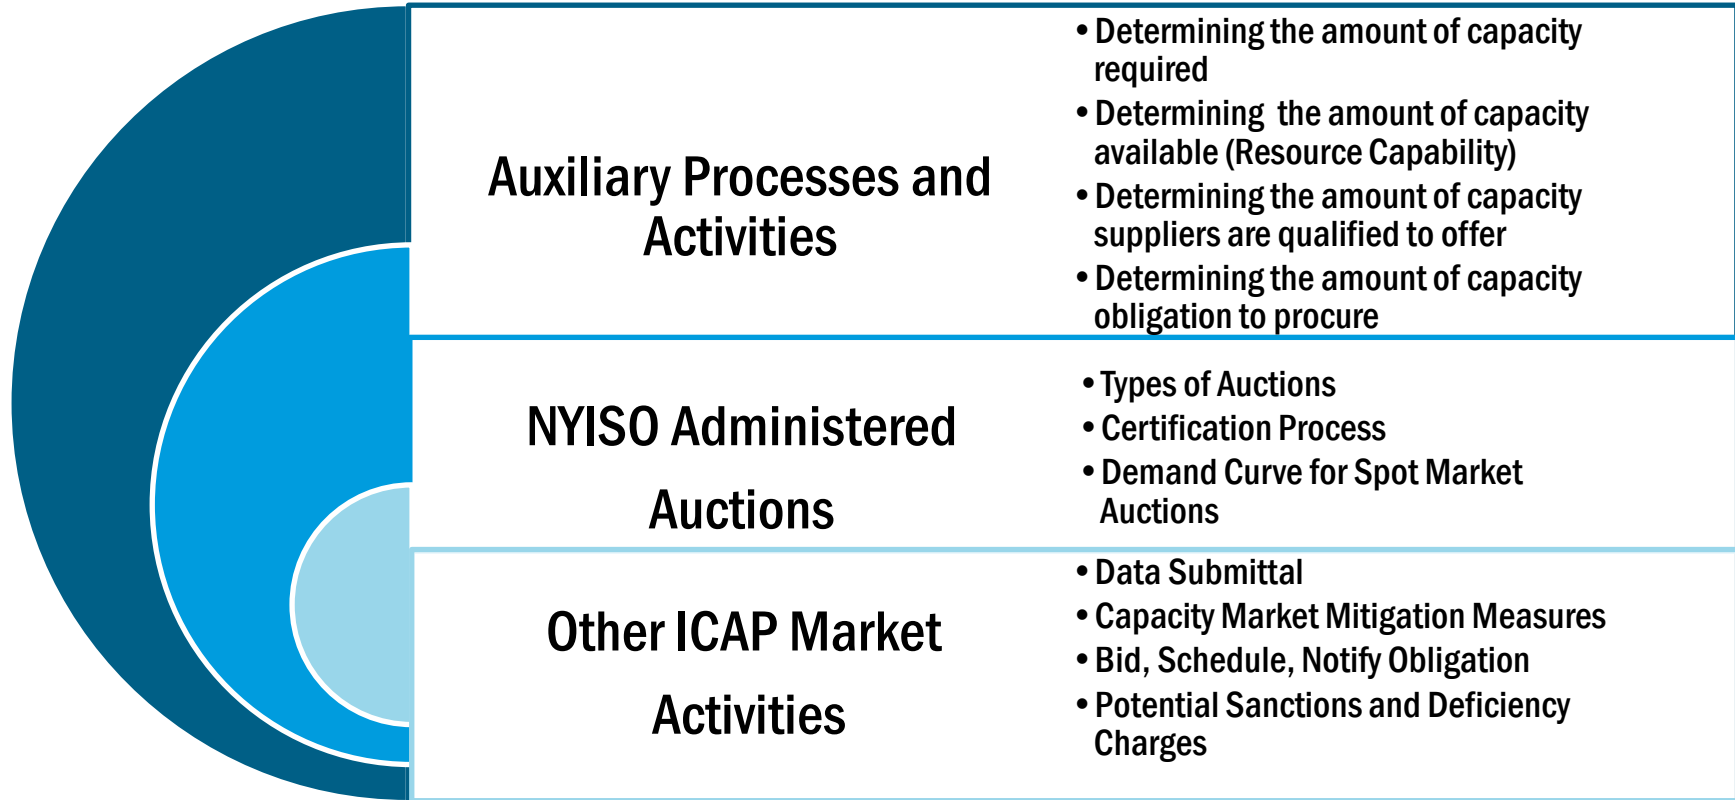 Auxiliary Processes and
Activities
• Determining the amount of capacity
required
• Determining the amount of capacity
available (Resource Capability)
• Determining the amount of capacity
suppliers are qualified to offer
• Determining the amount of capacity
obligation to procure
NYISO Administered
Auctions
• Types of Auctions
• Certification Process
• Demand Curve for Spot Market
Auctions
Other ICAP Market
Activities
• Data Submittal
• Capacity Market Mitigation Measures
• Bid, Schedule, Notify Obligation
• Potential Sanctions and Deficiency
Charges